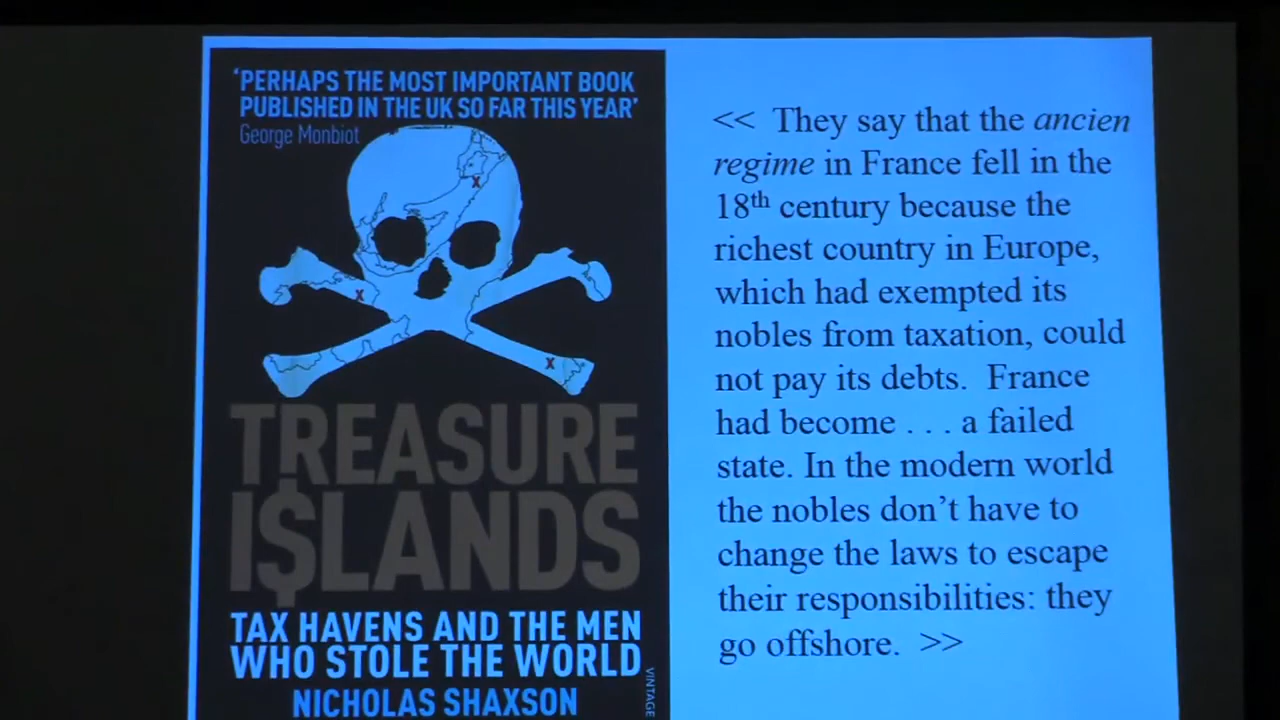 ‘PERHAPS THE MOST IMPORTANT BOOK
PUBLISHED IN THE UK SO FAR THIS YEAR’
George Monbiot
x
x
x
TREASURE
I$LANDS
TAX HAVENS AND THE MEN
WHO STOLE THE WORLD
NICHOLAS SHAXSON
VINTAGE
<< They say that the ancien
regime in France fell in the
18th century because the
richest country in Europe,
which had exempted its
nobles from taxation, could
not pay its debts. France
had become . . . a failed
state. In the modern world
the nobles don’t have to
change the laws to escape
their responsibilities: they
go offshore. >>